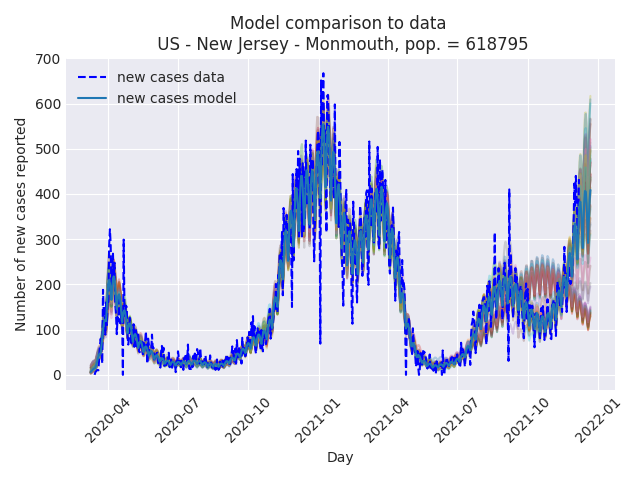 Model comparison to data
US - New Jersey - Monmouth, pop. = 618795
new cases data
new cases model
Number of new cases reported
700
600
500
400
300
200
100
0
2020-04
2020-07
2020-10
2021-01
2021-04
2021-07
2021-10
2022-01
Day